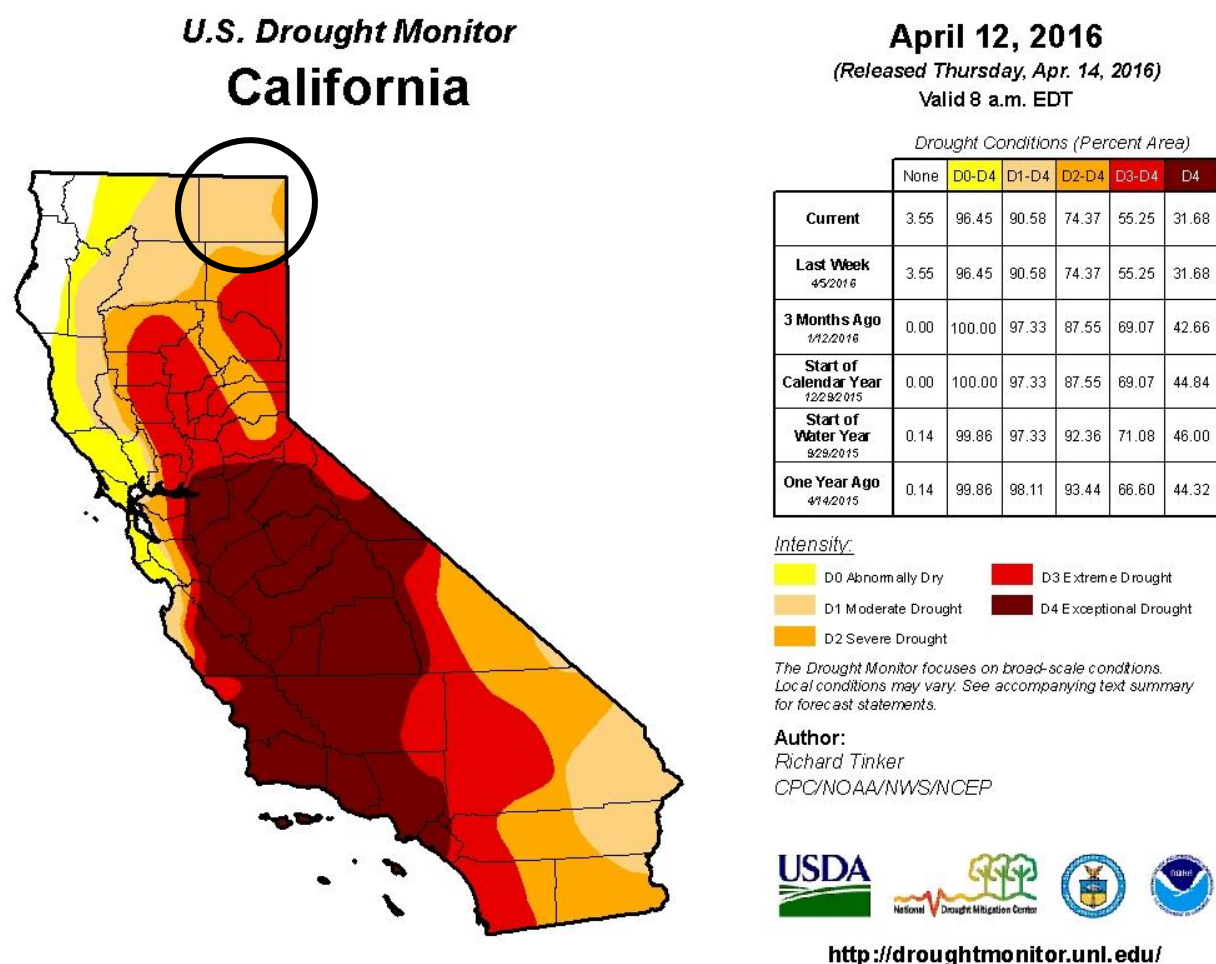 U.S. Drought Monitor
California
April 12, 2016
(Released Thursday, Apr. 14, 2016)
Valid 8 a.m. EDT
Drought Conditions (Percent Area)
None D0-D4 D1-D4 D2-D4 D3-D4 D4
Current 3.55 96.45 90.58 74.37 55.25 31.68
Last Week 3.55 96.45 90.58 74.37 55.25 31.68
4/5/2016
3 Months Ago 0.00 100.00 97.33 87.55 69.07 42.66
1/12/2016
Start of
Calendar Year 0.00 100.00 97.33 87.55 69.07 44.84
12/29/2015
Start of
Water Year 0.14 99.86 97.33 92.36 71.08 46.00
9/29/2015
One Year Ago 0.14 99.86 98.11 93.44 66.60 44.32
4/14/2015
Intensity:
D0 Abnormally Dry
D1 Moderate Drought
D2 Severe Drought
D3 Extreme Drought
D4 Exceptional Drought
The Drought Monitor focuses on broad-scale conditions.
Local conditions may vary. See accompanying text summary
for forecast statements.
Author:
Richard Tinker
CPC/NOAA/NWS/NCEP
USDA
National Drought Mitigation Center
noaa
http://droughtmonitor.unl.edu/